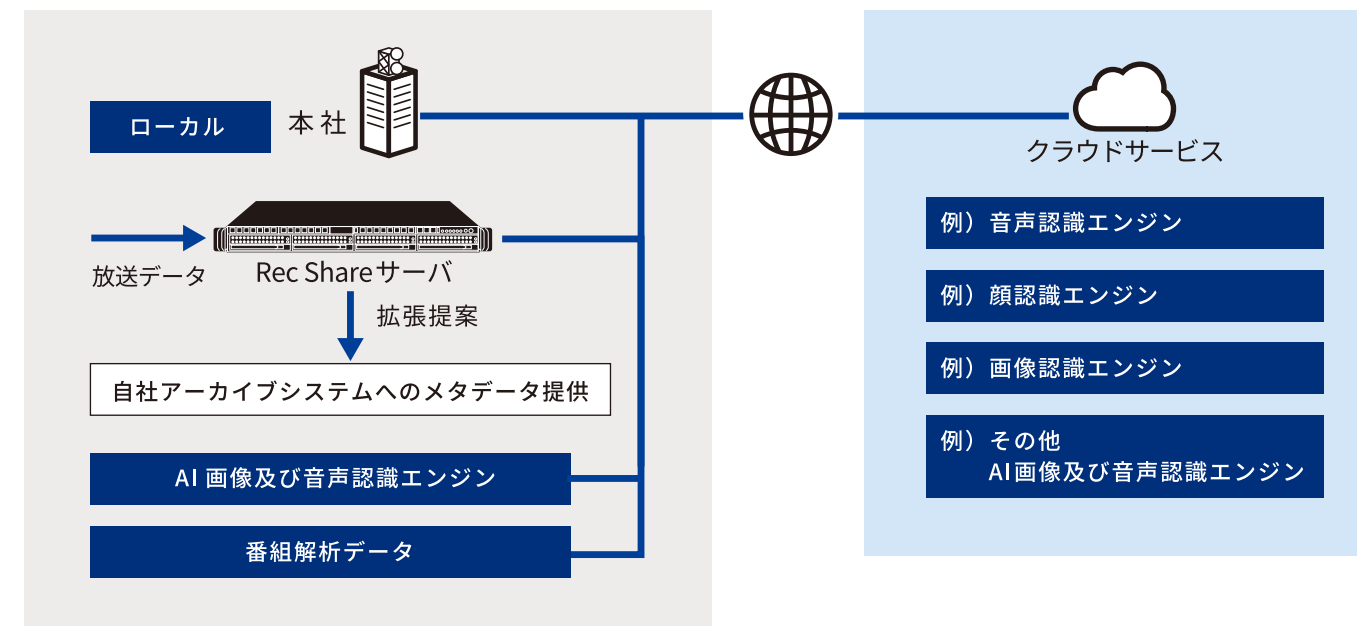 ローカル
本社
放送データ
Rec Shareサーバ
拡張提案
自社アーカイブシステムへのメタデータ提供
AI 画像及び音声認識エンジン
番組解析データ
クラウドサービス
例）音声認識エンジン
例）顔認識エンジン
例）画像認識エンジン
例）その他
AI画像及び音声認識エンジン